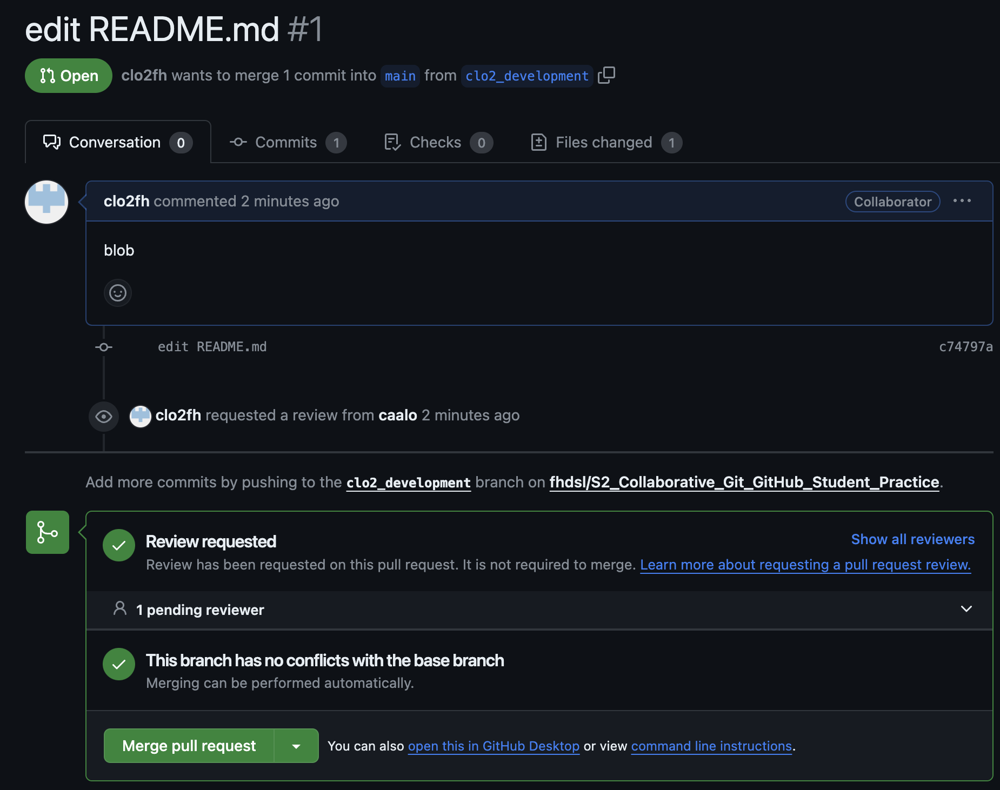 edit README.md #1
Open clo2fh wants to merge 1 commit into main from clo2_development
Conversation 0 Commits 1 Checks 0 Files changed 1
clo2fh commented 2 minutes ago Collaborator
blob
edit README.md c74797a
clo2fh requested a review from caalo 2 minutes ago
Add more commits by pushing to the clo2_development branch on fhdsl/S2_Collaborative_Git_GitHub_Student_Practice.
Review requested Show all reviewers
Review has been requested on this pull request. It is not required to merge. Learn more about requesting a pull request review.
1 pending reviewer
This branch has no conflicts with the base branch
Merging can be performed automatically.
Merge pull request You can also open this in GitHub Desktop or view command line instructions.